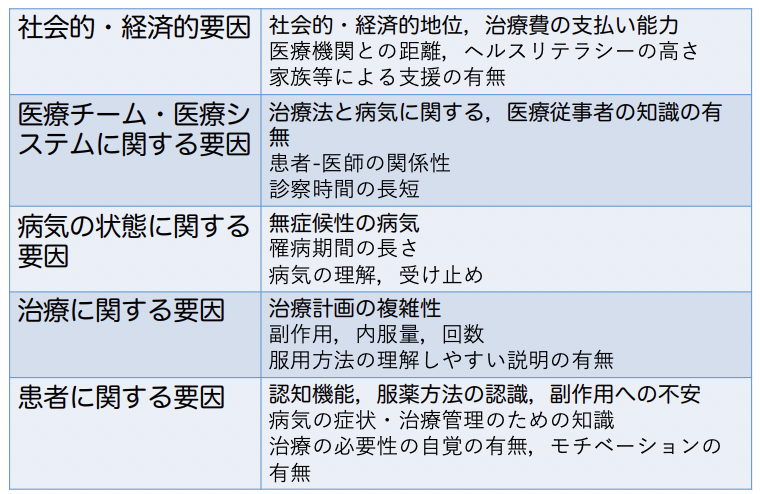 社会的・経済的要因
社会的・経済的地位，治療費の支払い能力
医療機関との距離，ヘルスリテラシーの高さ
家族等による支援の有無
医療チーム・医療シ
ステムに関する要因
治療法と病気に関する，医療従事者の知識の有
無
患者-医師の関係性
診察時間の長短
病気の状態に関する
要因
無症候性の病気
罹病期間の長さ
病気の理解，受け止め
治療に関する要因
治療計画の複雑性
副作用，内服量，回数
服用方法の理解しやすい説明の有無
患者に関する要因
認知機能，服薬方法の認識，副作用への不安
病気の症状・治療管理のための知識
治療の必要性の自覚の有無，モチベーションの
有無